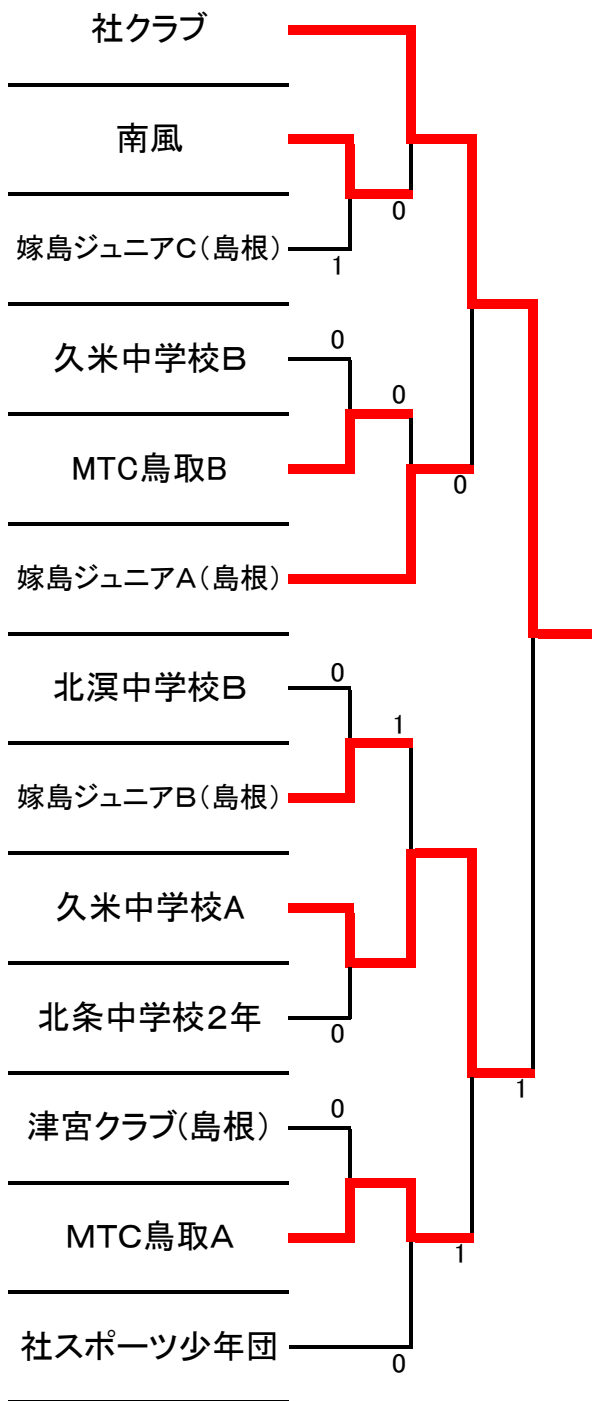 社クラブ
南風
0
嫁島ジュニアC(島根)
1
久米中学校B
0
0
MTC鳥取B
0
嫁島ジュニアA(島根)
北溟中学校B
0
1
嫁島ジュニアB(島根)
久米中学校A
北条中学校2年
0
津宮クラブ(島根)
0
1
MTC鳥取A
1
社スポーツ少年団
0